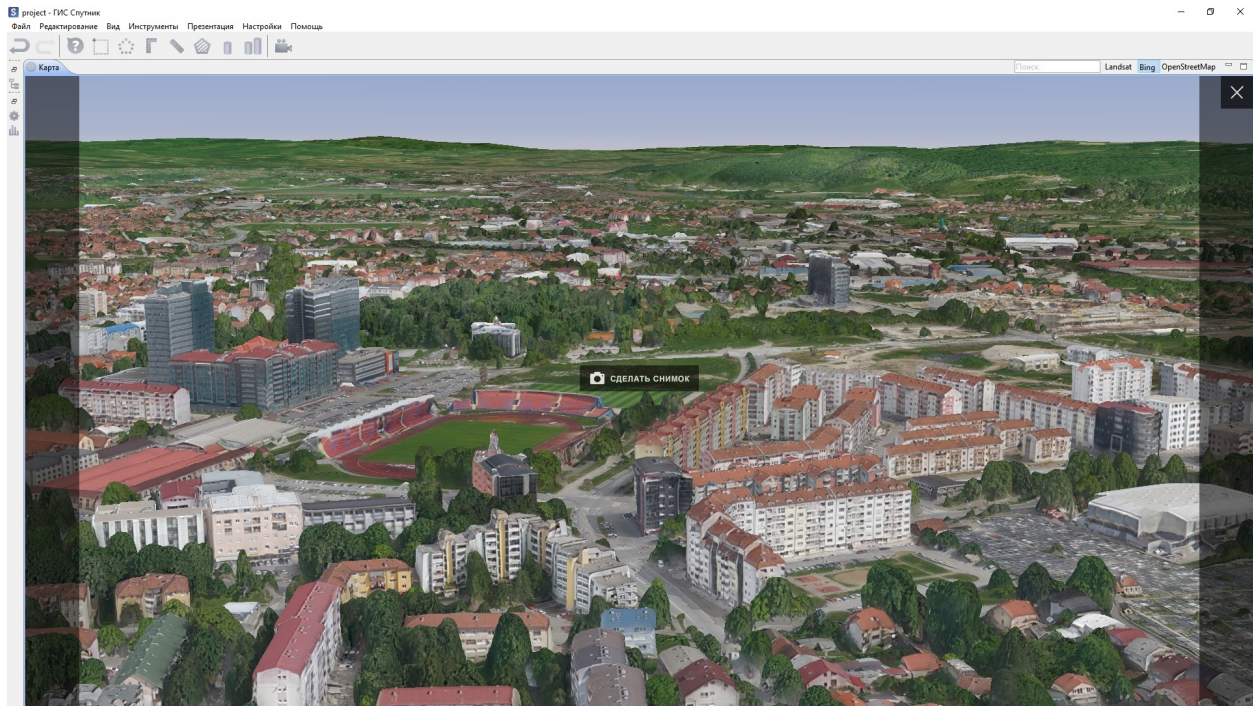 S project - ГИС Спутник
Файл Редактирование Вид Инструменты Презентация Настройки Помощь
Карта
Поиск
Landsat Bing OpenStreetMap
СДЕЛАТЬ СНИМОК